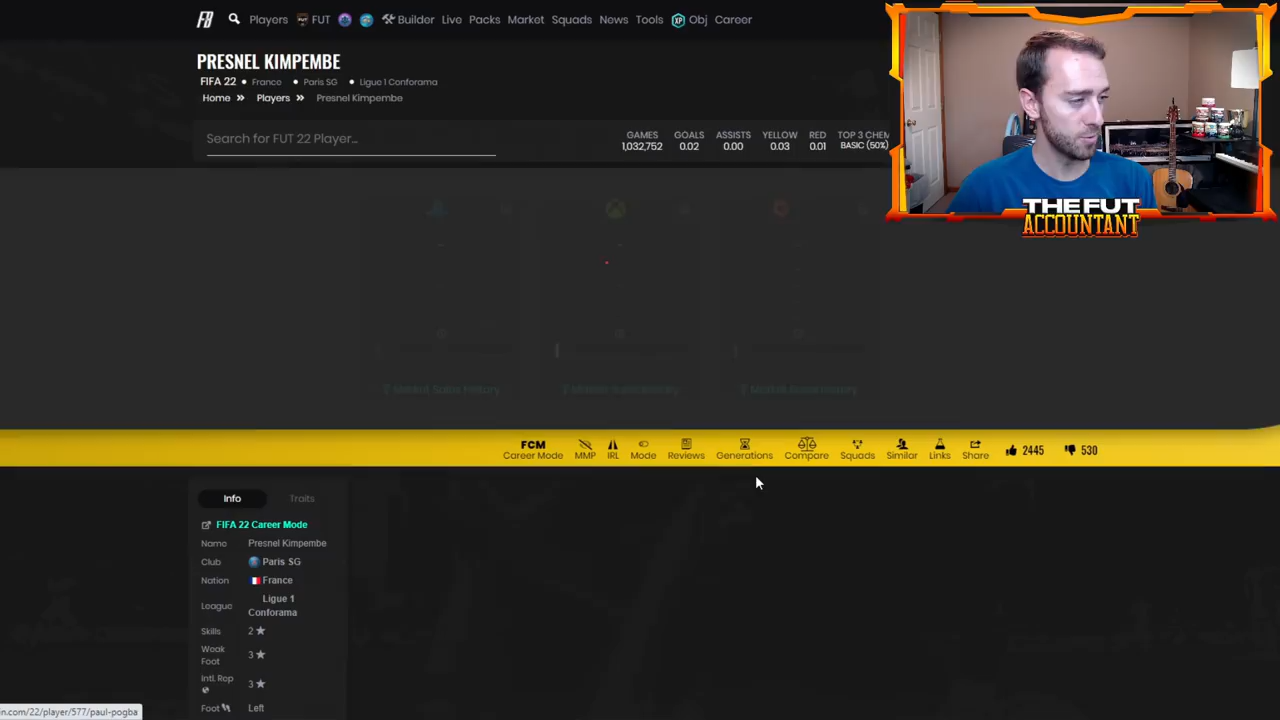 FB Players FUT Builder Live Packs Market Squads News Tools XP Obj Career
PRESNEL KIMPEMBE
FIFA 22 • France • Paris SG • Ligue 1 Conforama
Home » Players » Presnel Kimpembe
Search for FUT 22 Player...
GAMES GOALS ASSISTS YELLOW RED TOP 3 CHEM
1,032,752 0.02 0.00 0.03 0.01 BASIC (50%)
THE FUT
ACCOUNTANT
FCM
Career Mode MMP IRL Mode Reviews Generations Compare Squads Similar Links Share 2445 530
Info Traits
FIFA 22 Career Mode
Name Presnel Kimpembe
Club Paris SG
Nation France
League Ligue 1
Conforama
Skills 2 ★
Weak
Foot 3 ★
Intl. Rep 3 ★
Foot Left
in.com/22/player/577/paul-pogba